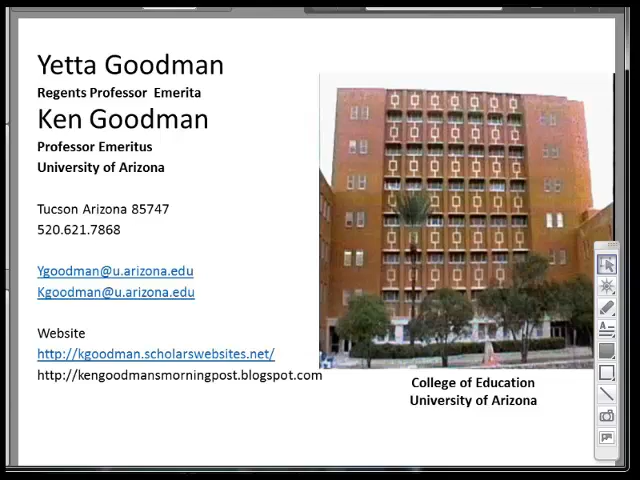 Yetta Goodman
Regents Professor Emerita
Ken Goodman
Professor Emeritus
University of Arizona
Tucson Arizona 85747
520.621.7868
Ygoodman@u.arizona.edu
Kgoodman@u.arizona.edu
Website
http://kgoodman.scholarswebsites.net/
http://kengoodmansmorningpost.blogspot.com
College of Education
University of Arizona